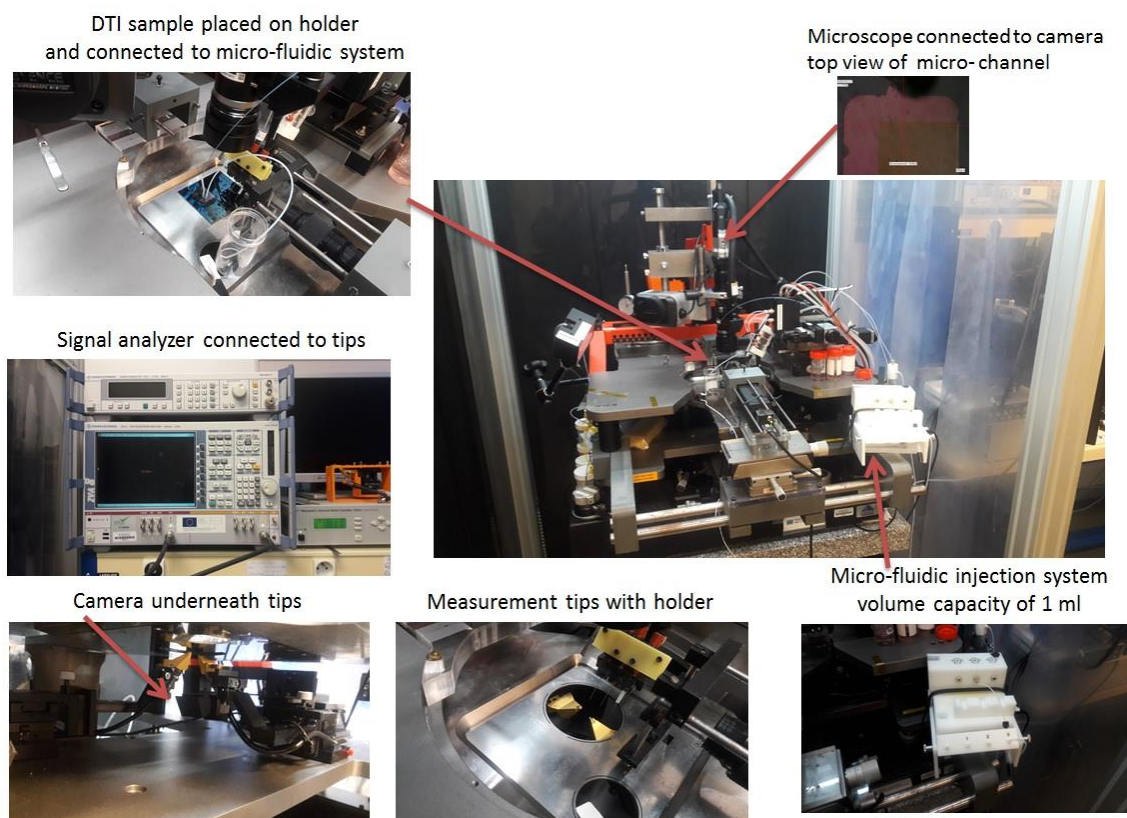 DTI sample placed on holder
and connected to micro-fluidic system
Microscope connected to camera
top view of micro-channel
Signal analyzer connected to tips
Camera underneath tips
Measurement tips with holder
Micro-fluidic injection system
volume capacity of 1 ml